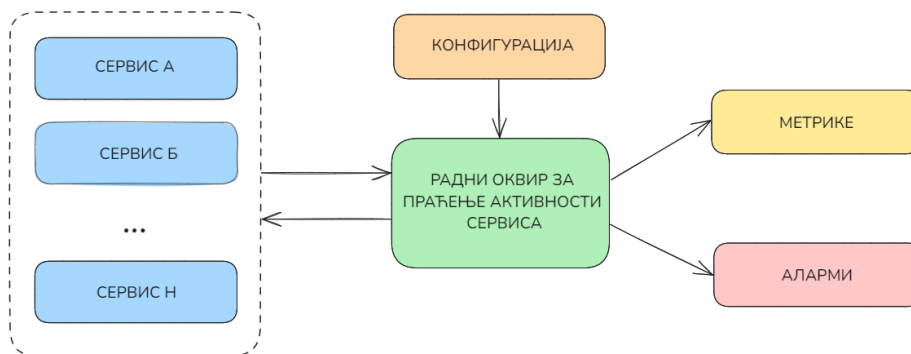 СЕРВИС А
СЕРВИС Б
...
СЕРВИС Н
КОНФИГУРАЦИЈА
РАДНИ ОКВИР ЗА
ПРАЋЕЊЕ АКТИВНОСТИ
СЕРВИСА
МЕТРИКЕ
АЛАРМИ